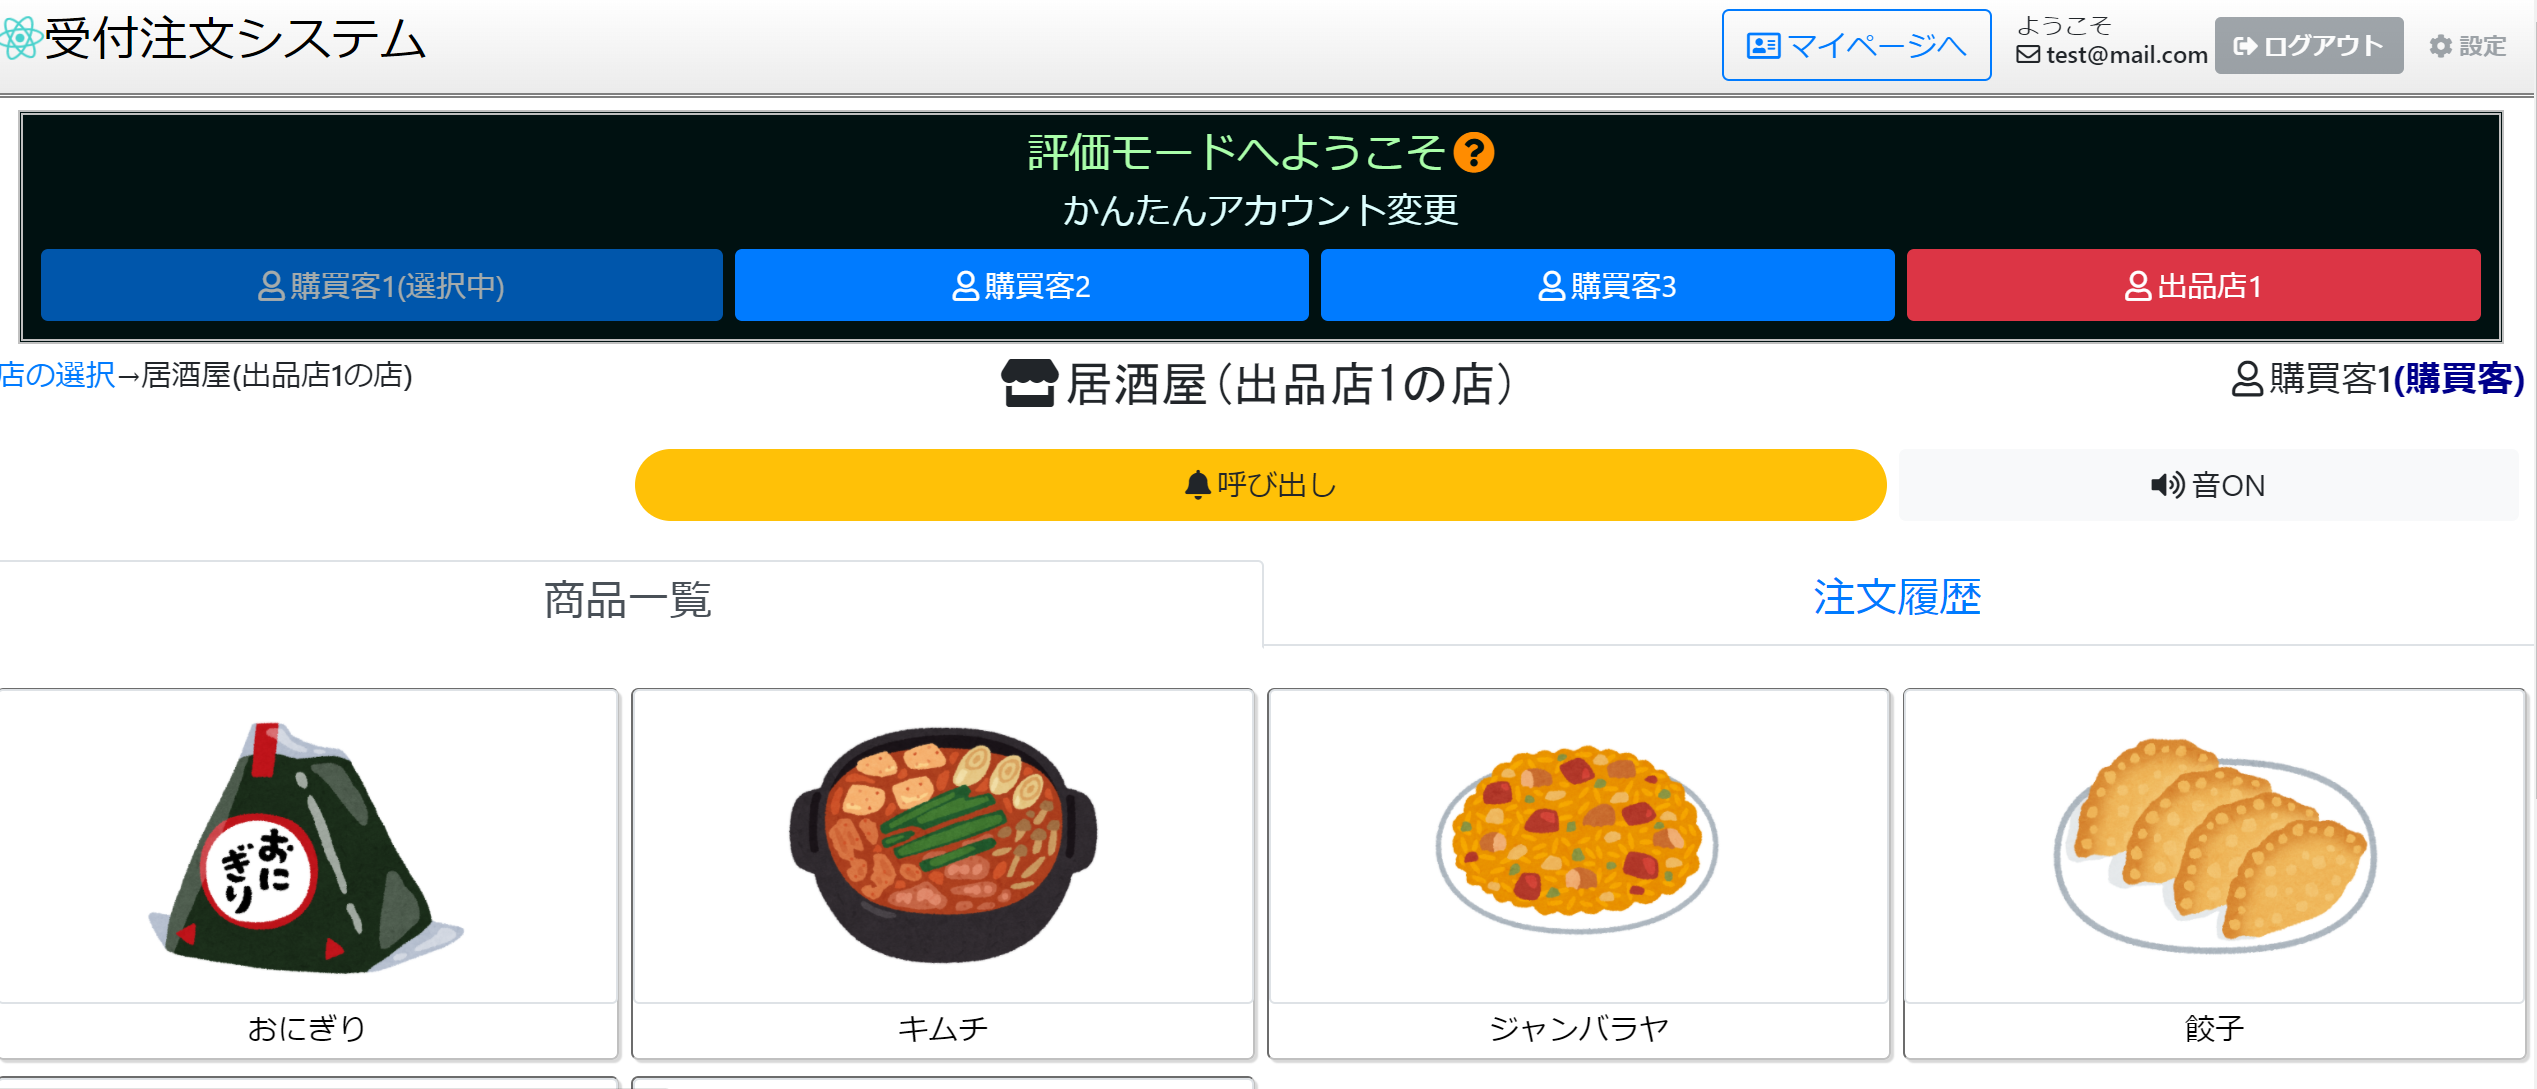 受付注文システム
マイページへ
ようこそ
test@mail.com
ログアウト
設定
評価モードへようこそ
かんたんアカウント変更
購買客1(選択中)
購買客2
購買客3
出品店1
店の選択→居酒屋(出品店1の店)
居酒屋(出品店1の店)
購買客1(購買客)
呼び出し
音ON
商品一覧
注文履歴
おに
ぎり
おにぎり
キムチ
ジャンバラヤ
餃子